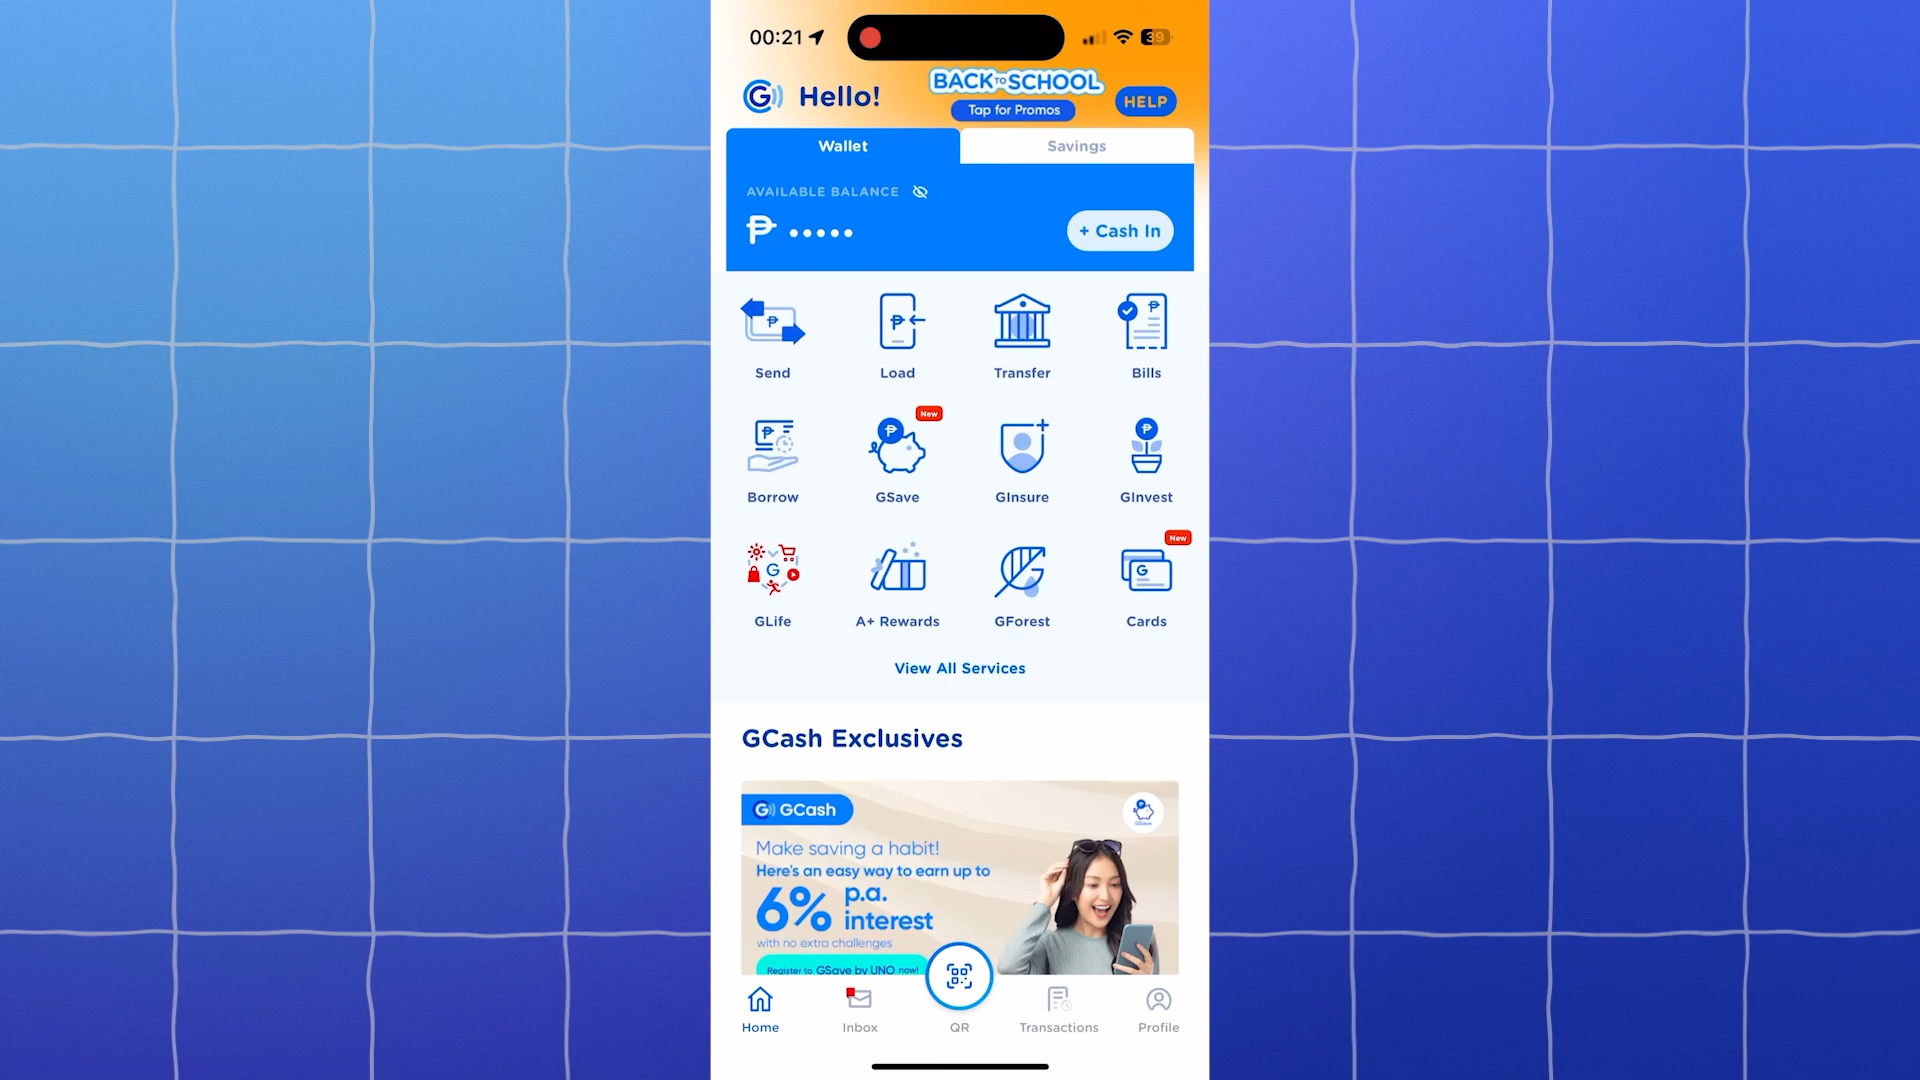 00:21
39
Hello!
BACK TO SCHOOL
Tap for Promos
HELP
Wallet
Savings
AVAILABLE BALANCE
₱ •••••
+ Cash In
Send
Load
Transfer
Bills
New
Borrow
GSave
GInsure
GInvest
New
GLife
A+ Rewards
GForest
Cards
View All Services
GCash Exclusives
GCash
GSave
Make saving a habit!
Here's an easy way to earn up to
6% p.a.
interest
with no extra challenges
Register to GSave by UNO now!
Home
Inbox
QR
Transactions
Profile